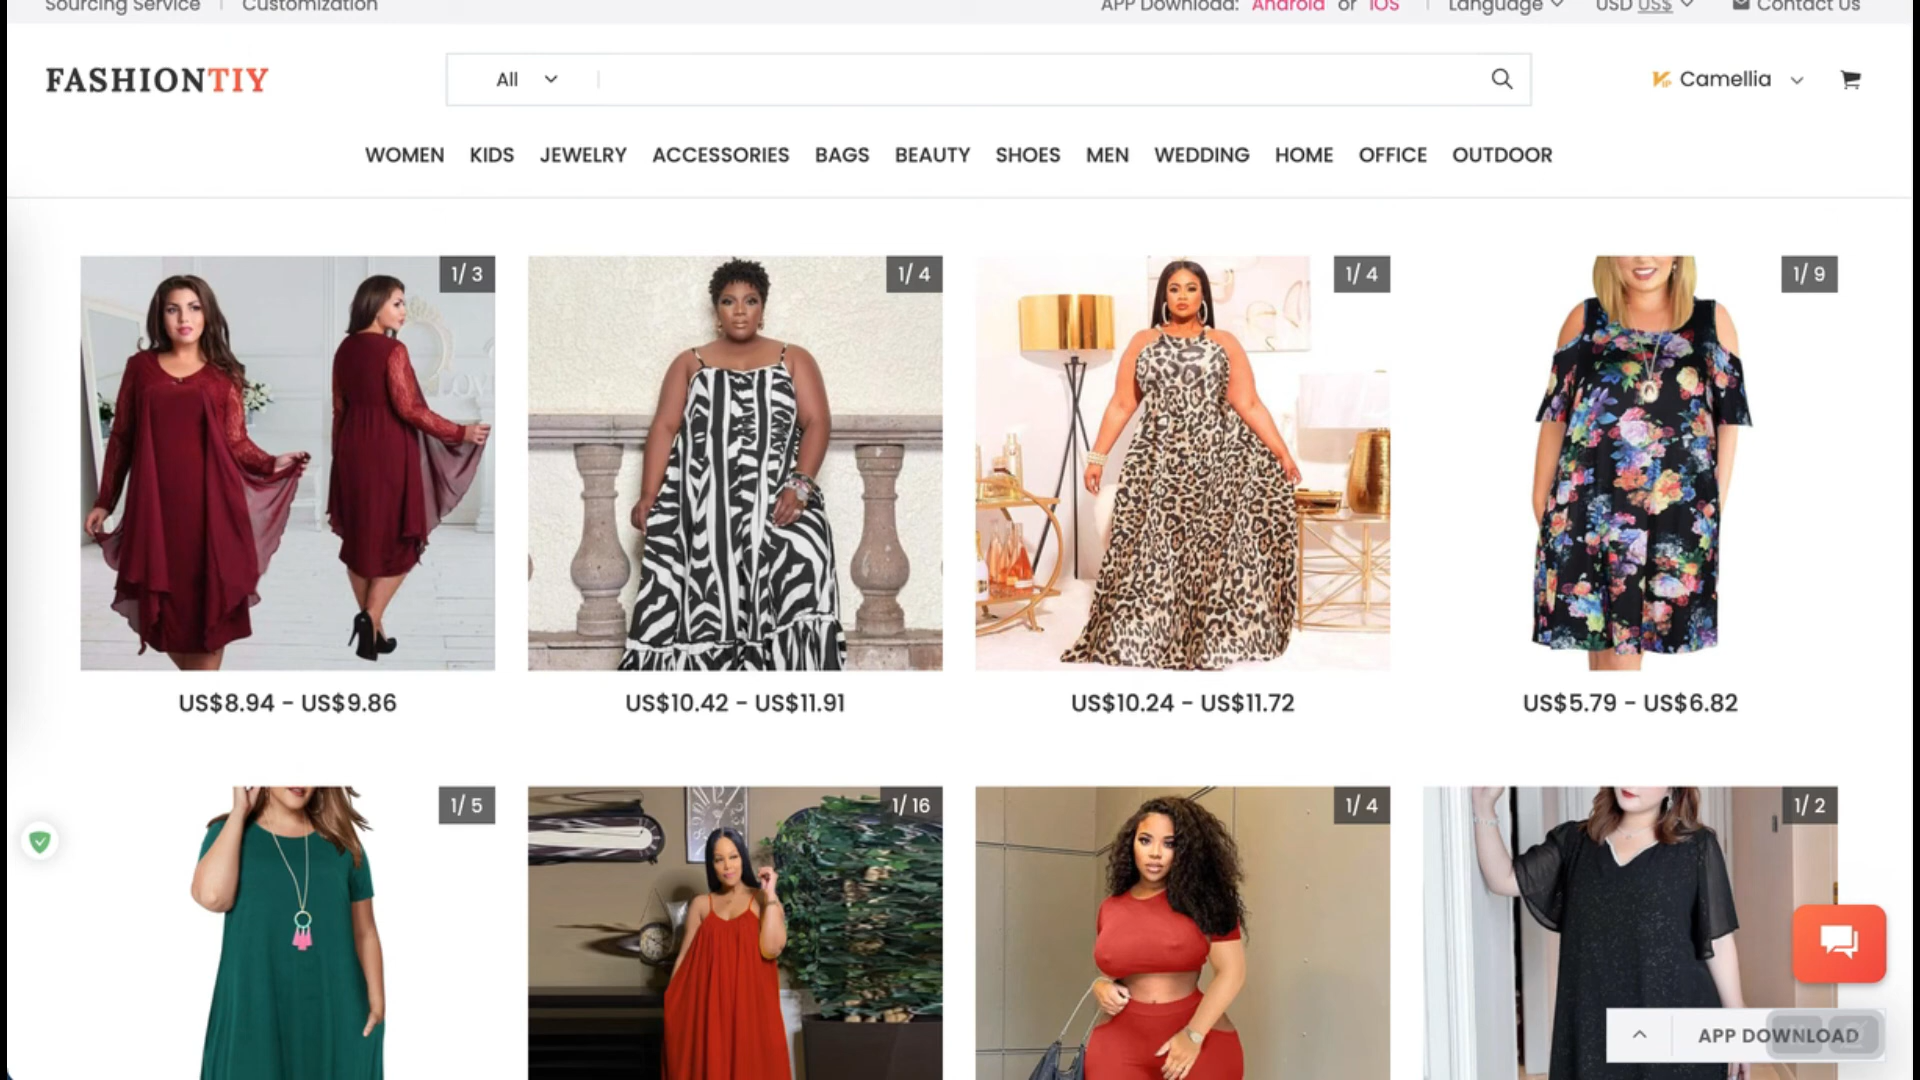 Sourcing Service Customization APP Download: Android or iOS Language USD US$ Contact Us
FASHIONTIY All VIP Camellia
WOMEN KIDS JEWELRY ACCESSORIES BAGS BEAUTY SHOES MEN WEDDING HOME OFFICE OUTDOOR
1/ 3 1/ 4 1/ 4 1/ 9
US$8.94 - US$9.86 US$10.42 - US$11.91 US$10.24 - US$11.72 US$5.79 - US$6.82
1/ 5 1/ 16 1/ 4 1/ 2
APP DOWNLOAD